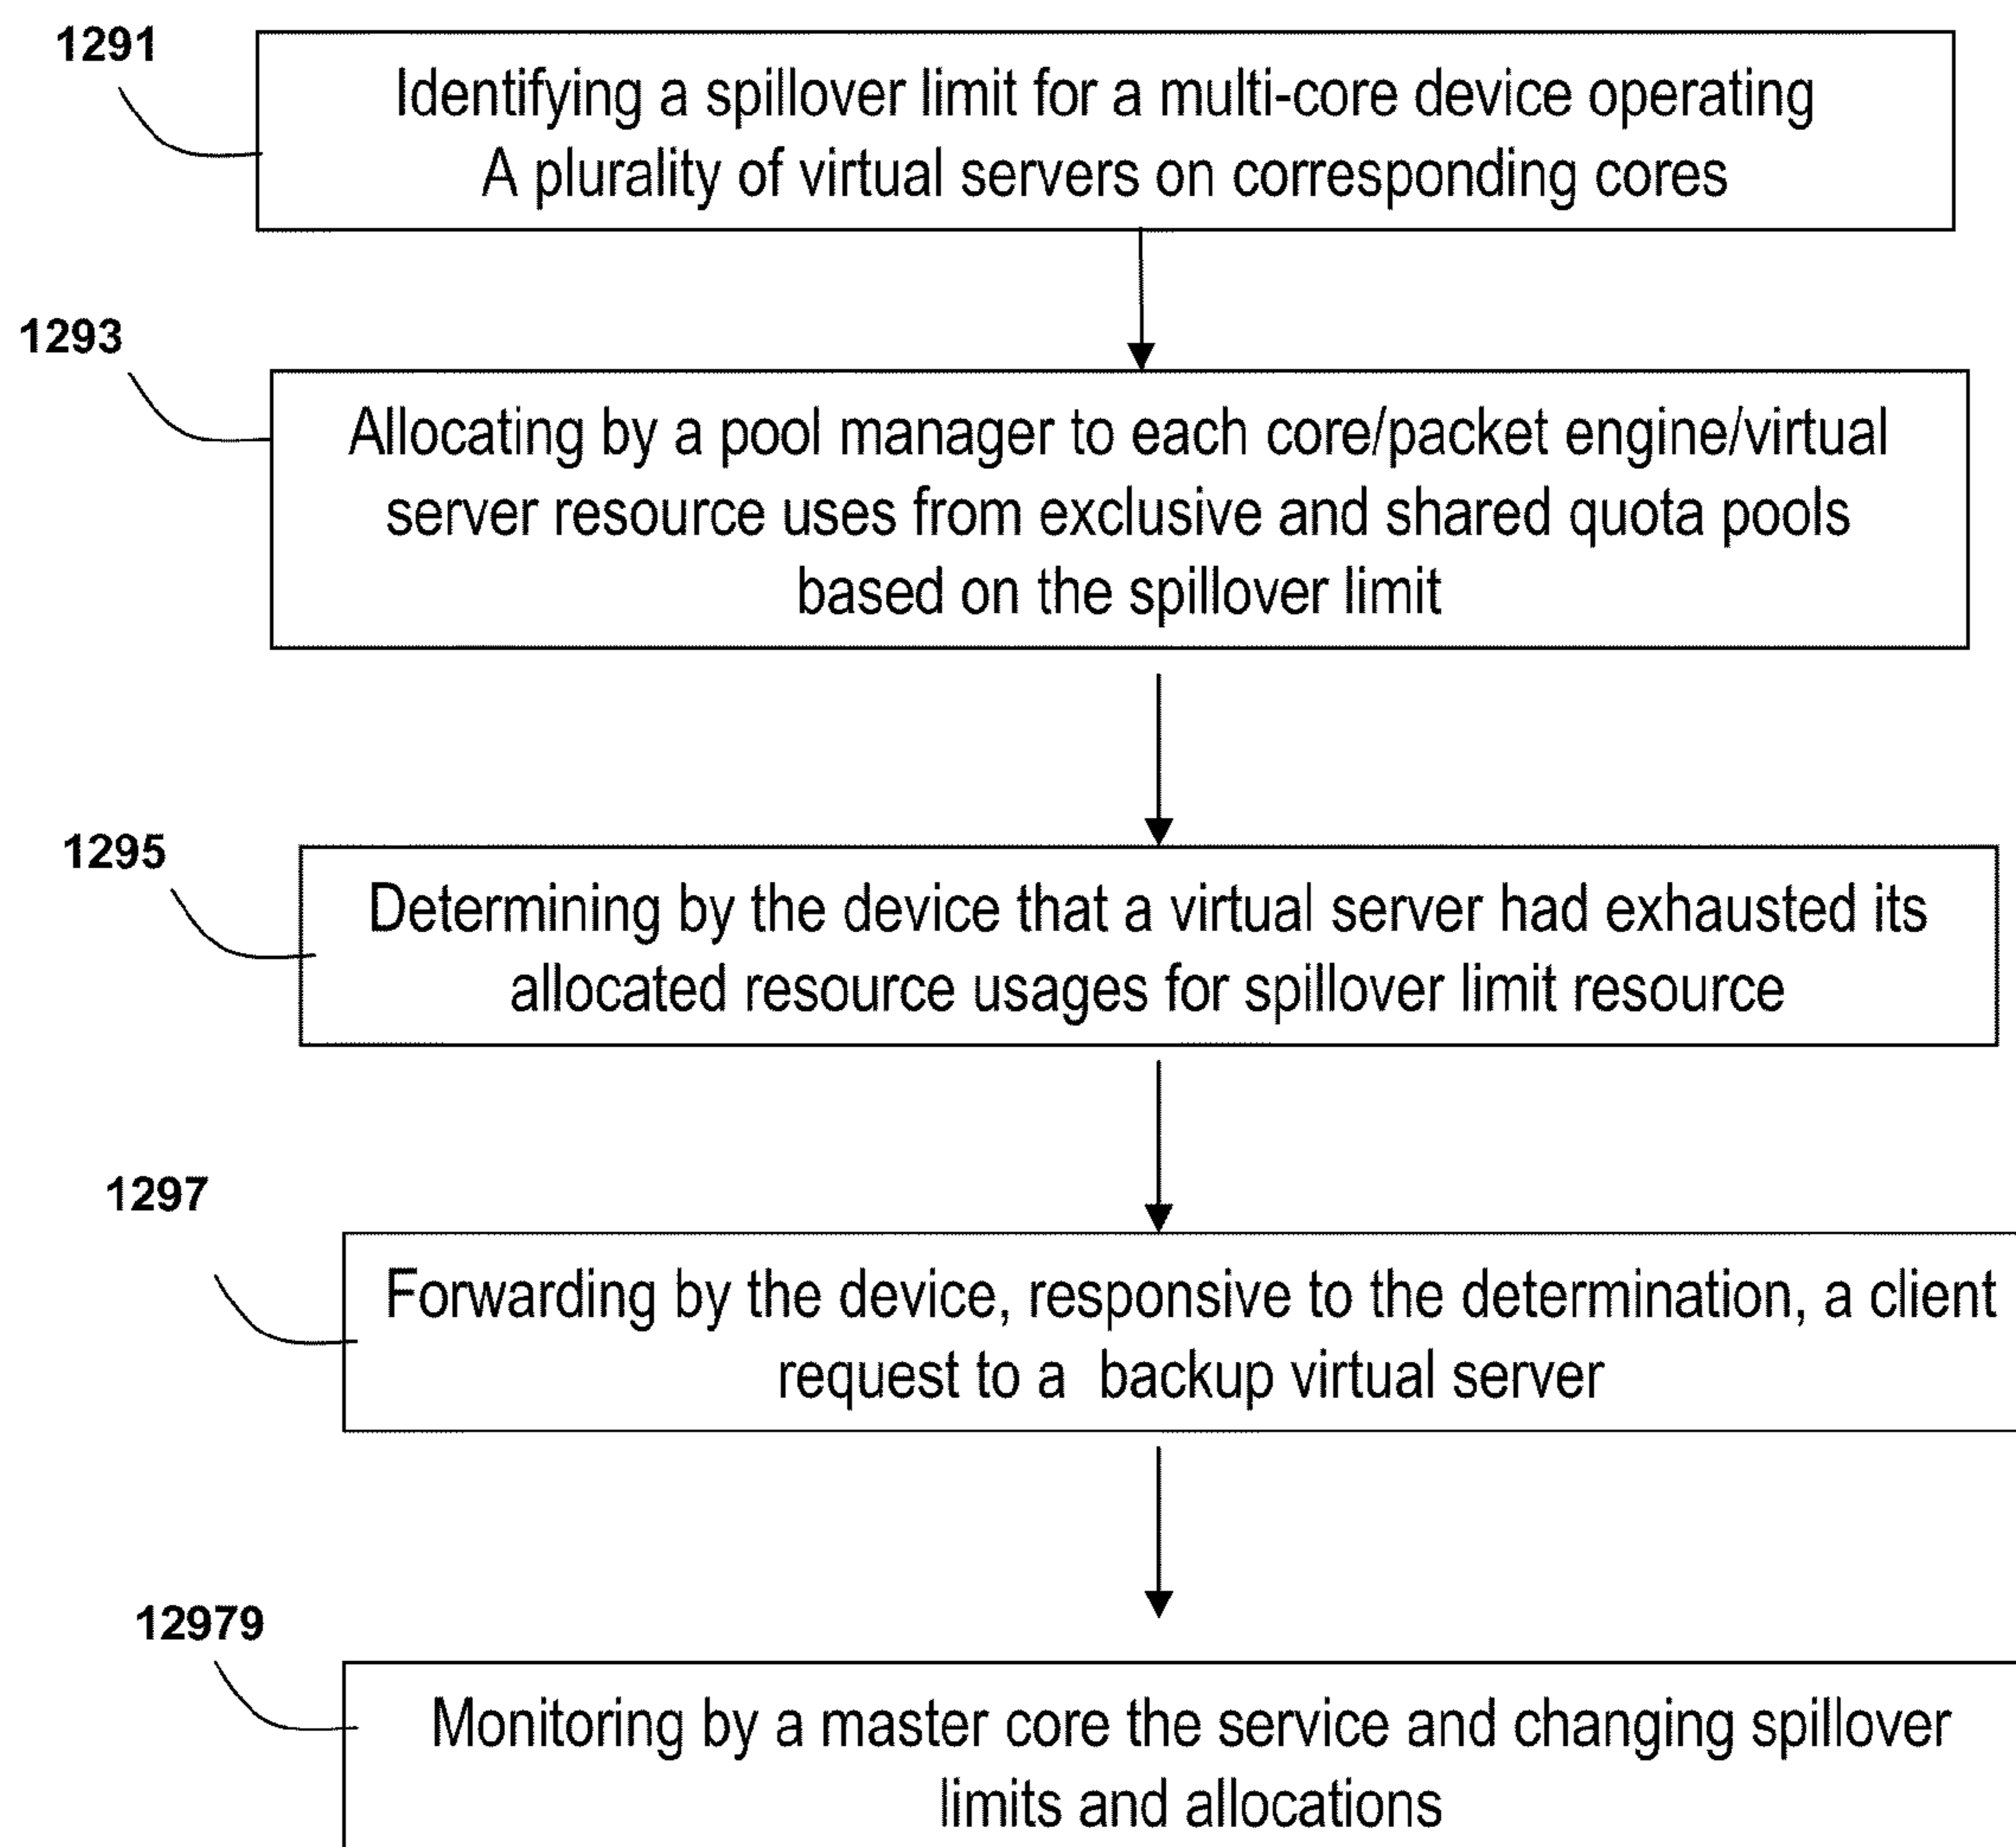 1291
Identifying a spillover limit for a multi-core device operating
A plurality of virtual servers on corresponding cores
1293
Allocating by a pool manager to each core/packet engine/virtual
server resource uses from exclusive and shared quota pools
based on the spillover limit
1295
Determining by the device that a virtual server had exhausted its
allocated resource usages for spillover limit resource
1297
Forwarding by the device, responsive to the determination, a client
request to a backup virtual server
12979
Monitoring by a master core the service and changing spillover
limits and allocations